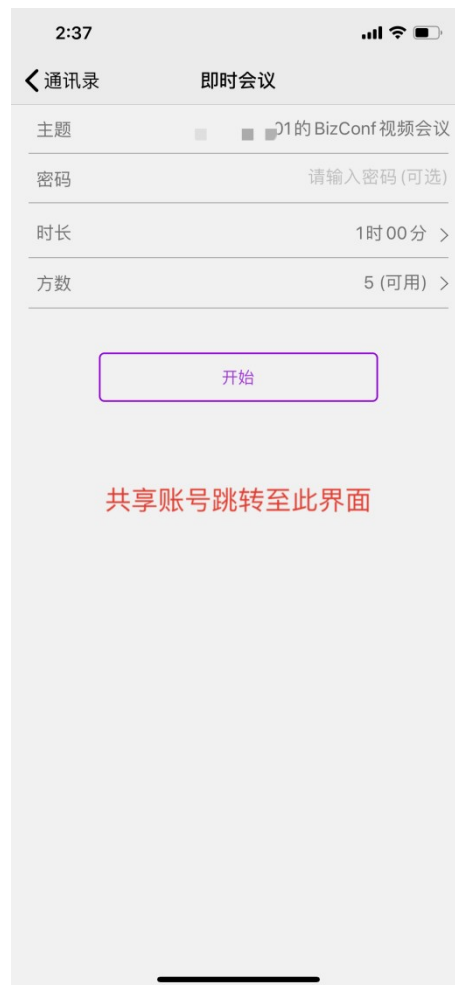 2:37
通讯录
即时会议
主题
01的BizConf视频会议
密码
请输入密码(可选)
时长
1时00分
方数
5 (可用)
开始
共享账号跳转至此界面